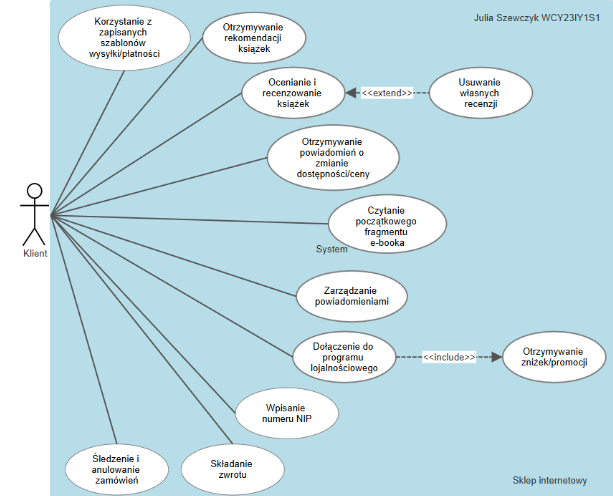 Julia Szewczyk WCY23IY1S1
Korzystanie z
zapisanych
szablonów
wysyłki/płatności
Otrzymywanie
rekomendacji
książek
Ocenianie i
recenzowanie
książek
<<extend>>
Usuwanie
własnych
recenzji
Otrzymywanie
powiadomień o
zmianie
dostępności/ceny
Czytanie
początkowego
fragmentu
e-booka
System
Klient
Zarządzanie
powiadomieniami
Dołączenie do
programu
lojalnościowego
<<include>>
Otrzymywanie
zniżek/promocji
Wpisanie
numeru NIP
Śledzenie i
anulowanie
zamówień
Składanie
zwrotu
Sklep internetowy